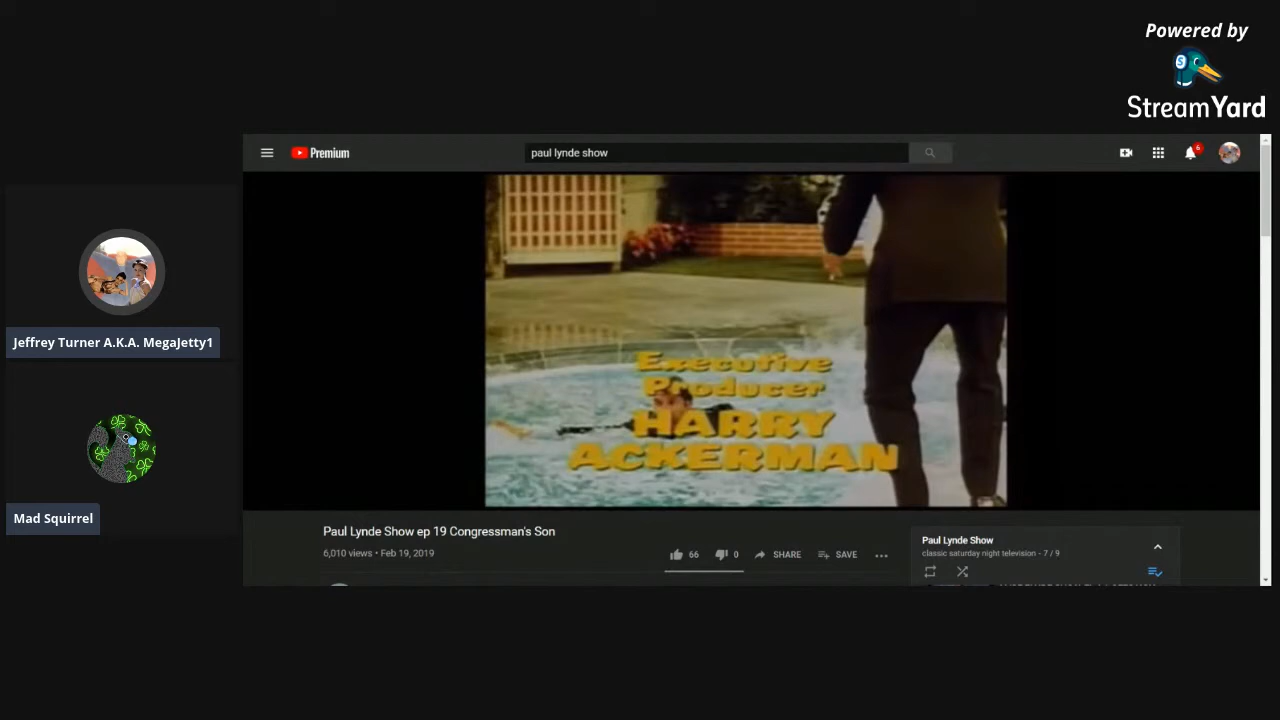 Powered by
StreamYard
Premium
paul lynde show
6
Executive
Producer
HARRY
ACKERMAN
Jeffrey Turner A.K.A. MegaJetty1
Mad Squirrel
Paul Lynde Show ep 19 Congressman's Son
6,010 views • Feb 19, 2019
66
0
SHARE
SAVE
Paul Lynde Show
classic saturday night television - 7 / 9